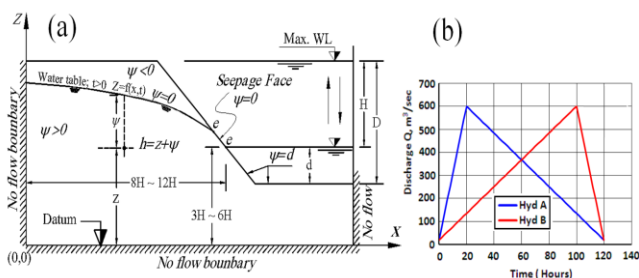 (a)
Z
Max. WL
ψ<0
Water table; t>0 Z=f(x,t)
ψ=0
Seepage Face
ψ=0
H
D
No flow boundary
ψ>0
ψ
h=z+ψ
e
e
ψ=d
d
8H ~ 12H
z
3H ~ 6H
Datum
No flow
X
(0,0)
No flow boundary
(b)
Discharge Q, m³/sec
700
600
500
400
300
200
100
0
Hyd A
Hyd B
0 20 40 60 80 100 120 140
Time ( Hours)